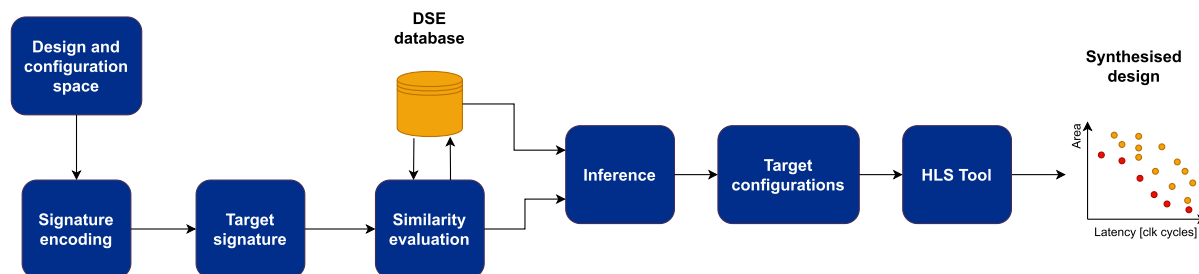 Design and
configuration
space
DSE
database
Signature
encoding
Target
signature
Similarity
evaluation
Inference
Target
configurations
HLS Tool
Synthesised
design
Area
Latency [clk cycles]